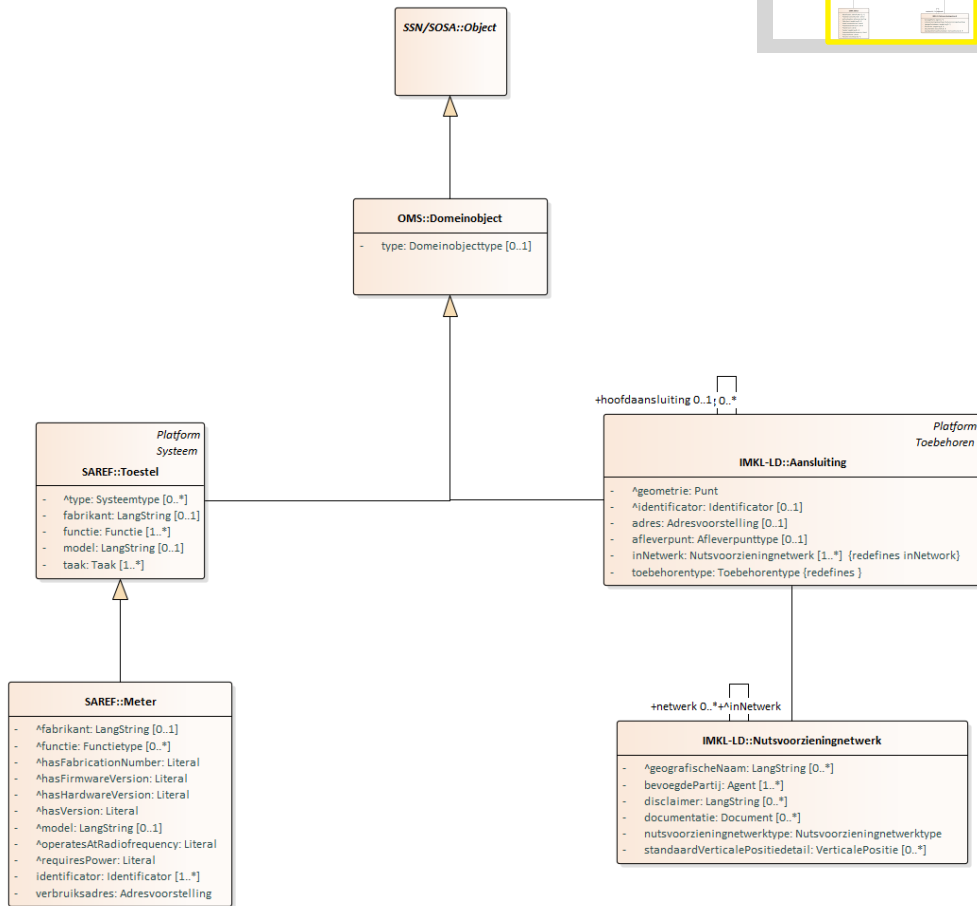 SSN/SOSA::Object
OMS::Domeinobject
- type: Domeinobjecttype [0..1]
+hoofdaansluiting 0..1 0..*
Platform
Systeem
SAREF::Toestel
- ^type: Systeemtype [0..*]
- fabrikant: LangString [0..1]
- functie: Functie [1..*]
- model: LangString [0..1]
- taak: Taak [1..*]
Platform
Toebehoren
IMKL-LD::Aansluiting
- ^geometrie: Punt
- ^identificator: Identificator [0..1]
- adres: Adresvoorstelling [0..1]
- afleverpunt: Afleverpunttype [0..1]
- inNetwerk: Nutsvoorzieningnetwerk [1..*] {redefines inNetwork}
- toebehorentype: Toebehorentype {redefines }
SAREF::Meter
- ^fabrikant: LangString [0..1]
- ^functie: Functietype [0..*]
- ^hasFabricationNumber: Literal
- ^hasFirmwareVersion: Literal
- ^hasHardwareVersion: Literal
- ^hasVersion: Literal
- ^model: LangString [0..1]
- ^operatesAtRadiofrequency: Literal
- ^requiresPower: Literal
- identificator: Identificator [1..*]
- verbruiksadres: Adresvoorstelling
+netwerk 0..*+^inNetwerk
IMKL-LD::Nutsvoorzieningnetwerk
- ^geografischeNaam: LangString [0..*]
- bevoegdePartij: Agent [1..*]
- disclaimer: LangString [0..*]
- documentatie: Document [0..*]
- nutsvoorzieningnetwerktype: Nutsvoorzieningnetwerktype
- standaardVerticalePositiedetail: VerticalePositie [0..*]